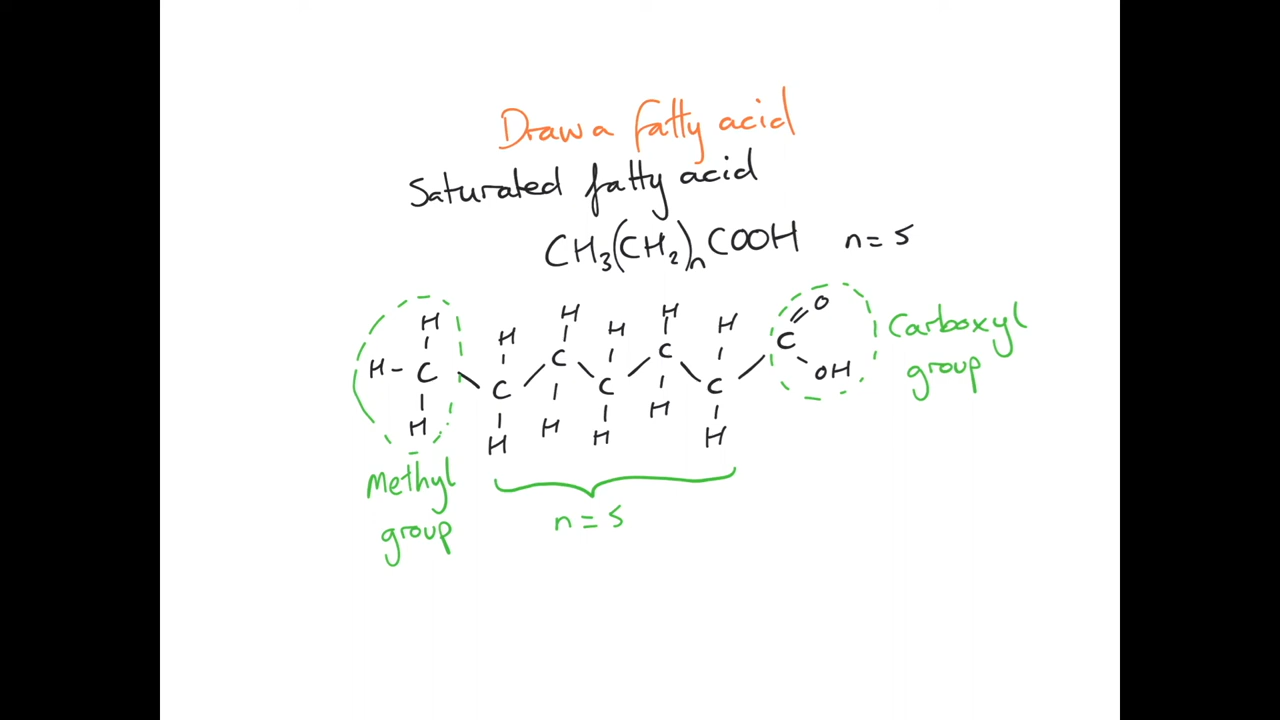 Draw a fatty acid
Saturated fatty acid
CH₃(CH₂)ₙCOOH n=5
H H H H H H O
H-C C C C C C C OH
H H H H H H
Carboxyl
group
Methyl
group
n=5